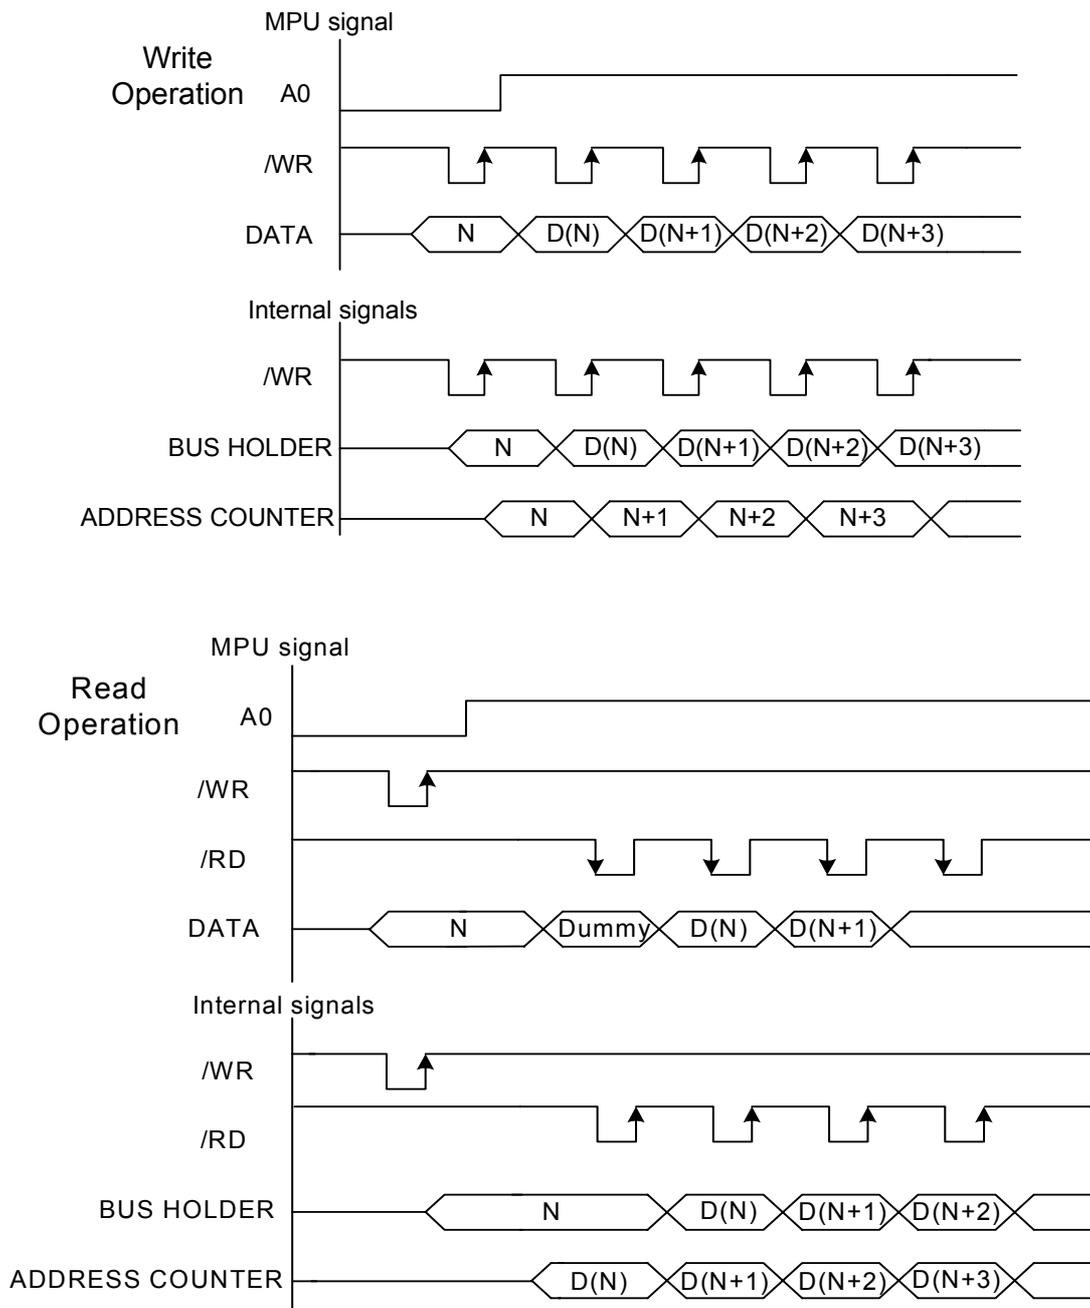 MPU signal
Write
Operation
A0
/WR
DATA
N D(N) D(N+1) D(N+2) D(N+3)
Internal signals
/WR
BUS HOLDER
N D(N) D(N+1) D(N+2) D(N+3)
ADDRESS COUNTER
N N+1 N+2 N+3
MPU signal
Read
Operation
A0
/WR
/RD
DATA
N Dummy D(N) D(N+1)
Internal signals
/WR
/RD
BUS HOLDER
N D(N) D(N+1) D(N+2)
ADDRESS COUNTER
D(N) D(N+1) D(N+2) D(N+3)